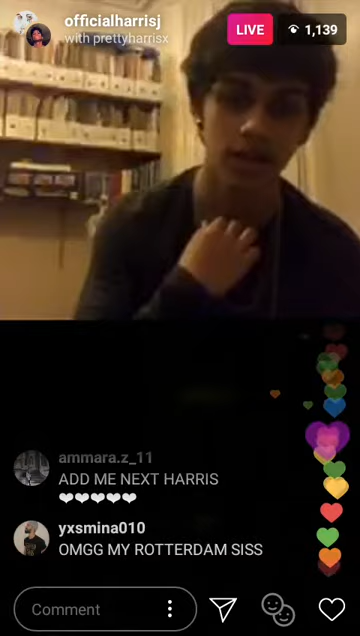 officialharrisj
with prettyharrisx
LIVE
1,139
ammara.z_11
ADD ME NEXT HARRIS
❤❤❤❤❤
yxsmina010
OMGG MY ROTTERDAM SISS
Comment